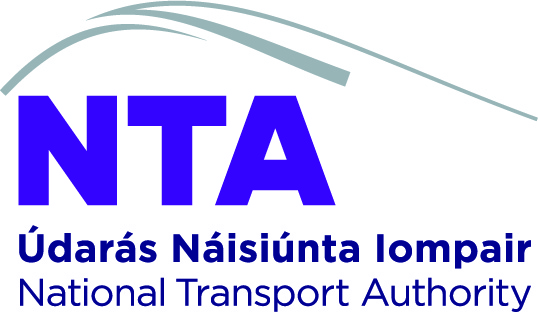 NTA
Údarás Náisiúnta Iompair
National Transport Authority